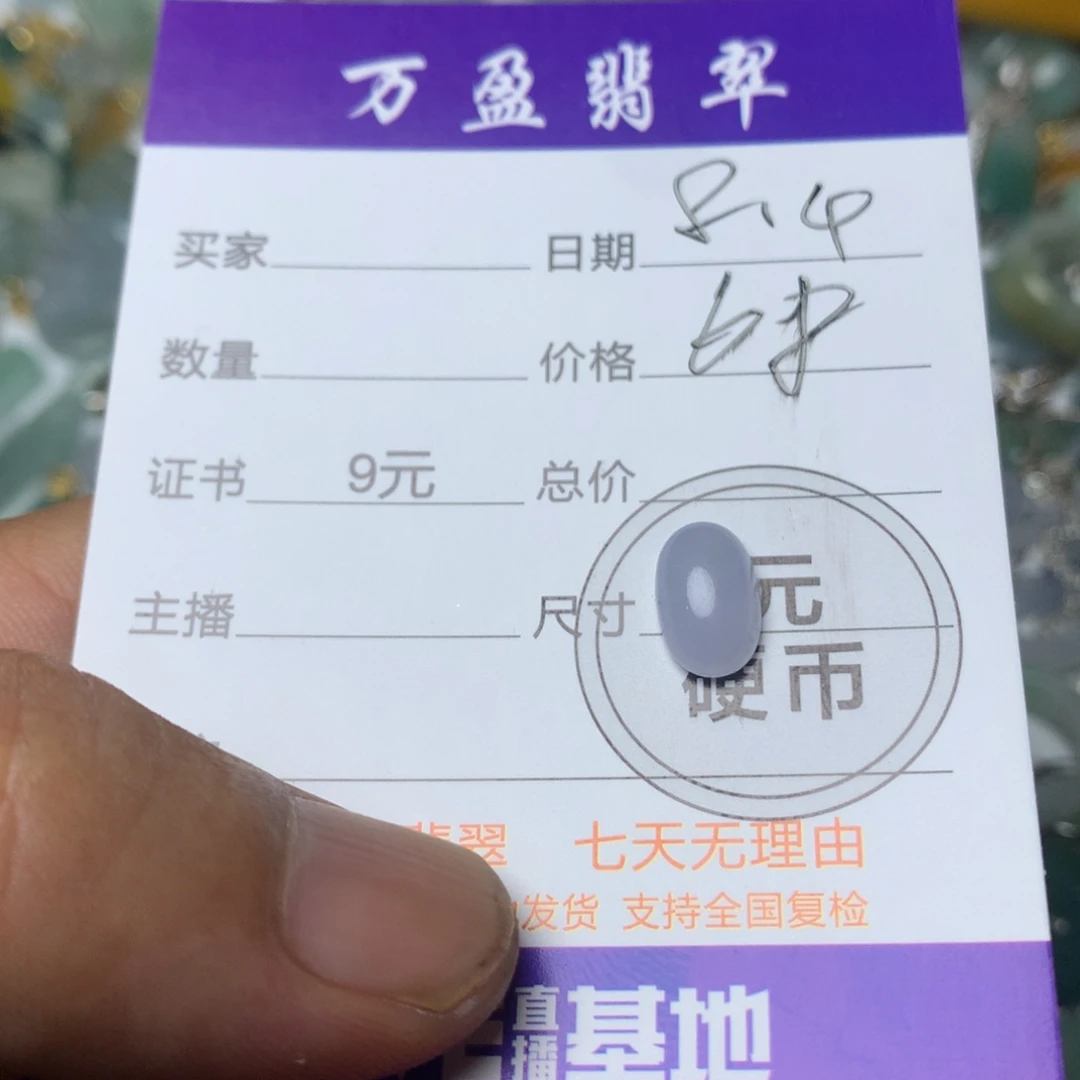 万盈翡翠
买家 日期
数量 价格
证书 9元 总价
主播 尺寸 元
硬币
翡翠 七天无理由
发货 支持全国复检
直播基地